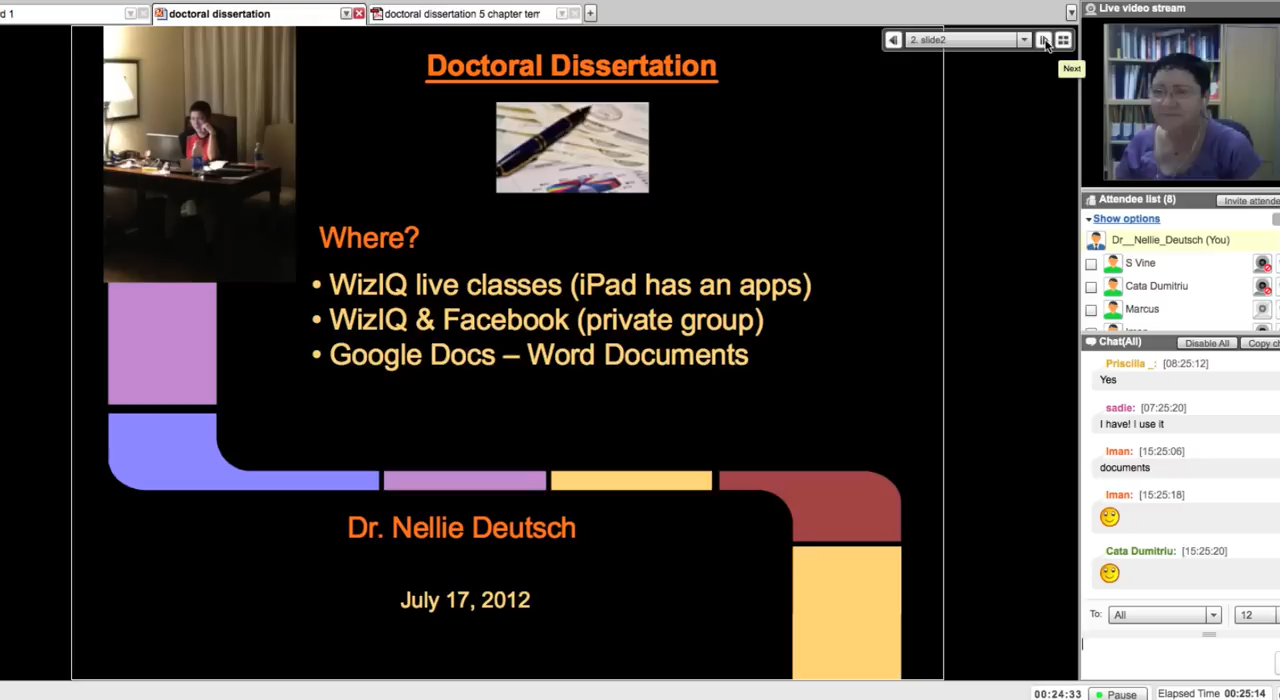 d 1
doctoral dissertation
doctoral dissertation 5 chapter tem
2. slide2
Next
Doctoral Dissertation
Where?
• WizIQ live classes (iPad has an apps)
• WizIQ & Facebook (private group)
• Google Docs – Word Documents
Dr. Nellie Deutsch
July 17, 2012
Live video stream
Attendee list (8)
Invite attende
Show options
Dr__Nellie_Deutsch (You)
S Vine
Cata Dumitriu
Marcus
Chat(All)
Disable All
Copy ch
Priscilla _: [08:25:12]
Yes
sadie: [07:25:20]
I have! I use it
Iman: [15:25:06]
documents
Iman: [15:25:18]
Cata Dumitriu: [15:25:20]
To: All 12
00:24:33 Pause Elapsed Time 00:25:14